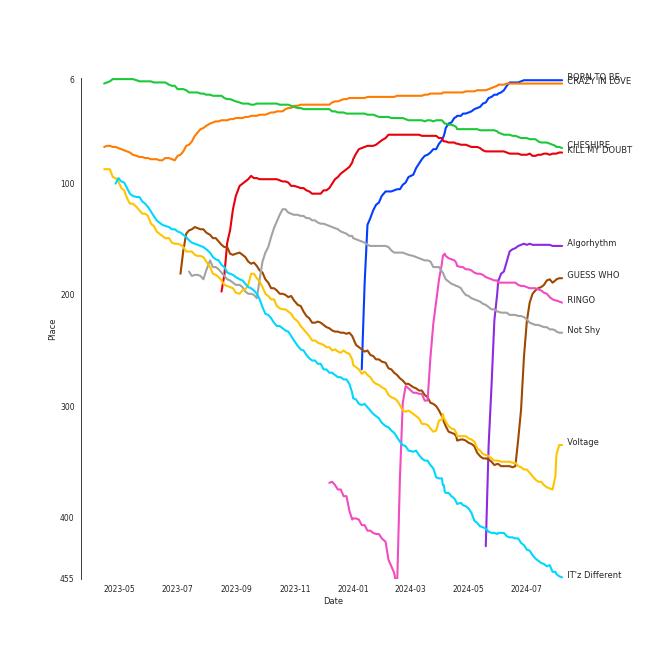 6
100
200
300
400
455
Place
2023-05
2023-07
2023-09
2023-11
2024-01
2024-03
2024-05
2024-07
Date
BORN TO BE
CRAZY IN LOVE
CHESHIRE
KILL MY DOUBT
Algorhythm
GUESS WHO
RINGO
Not Shy
Voltage
IT'z Different